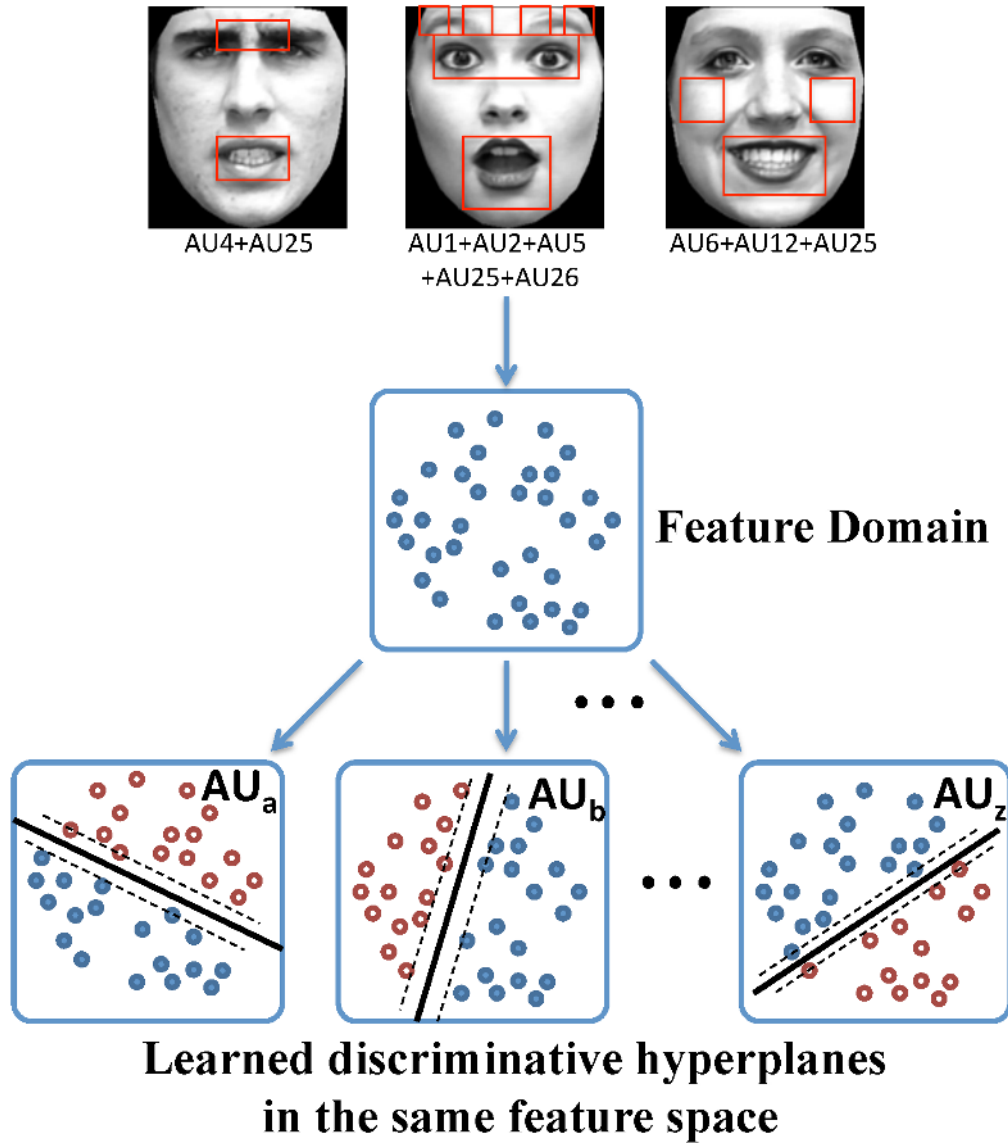 AU4+AU25
AU1+AU2+AU5
+AU25+AU26
AU6+AU12+AU25
Feature Domain
...
AUa
AUb
...
AUz
Learned discriminative hyperplanes
in the same feature space